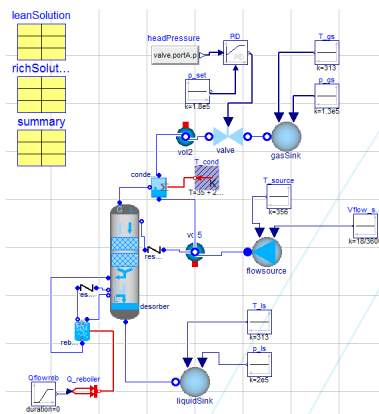 leanSolution
richSolut...
summary
headPressure
valve.portA.p
PID
p_set
k=1.8e5
T_gs
k=313
p_gs
k=1.3e5
vol2
valve
gasSink
conde...
T_cond
T=35 + 2...
T_source
k=356
Vflow_s...
k=18/360
vol5
res...
flowsource
desorber
res...
reb...
T_ls
k=313
p_ls
k=2e5
liquidSink
Qflowreb
duration=0
Q_reboiler